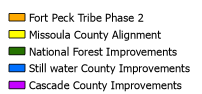 Fort Peck Tribe Phase 2
Missoula County Alignment
National Forest Improvements
Still water County Improvements
Cascade County Improvements